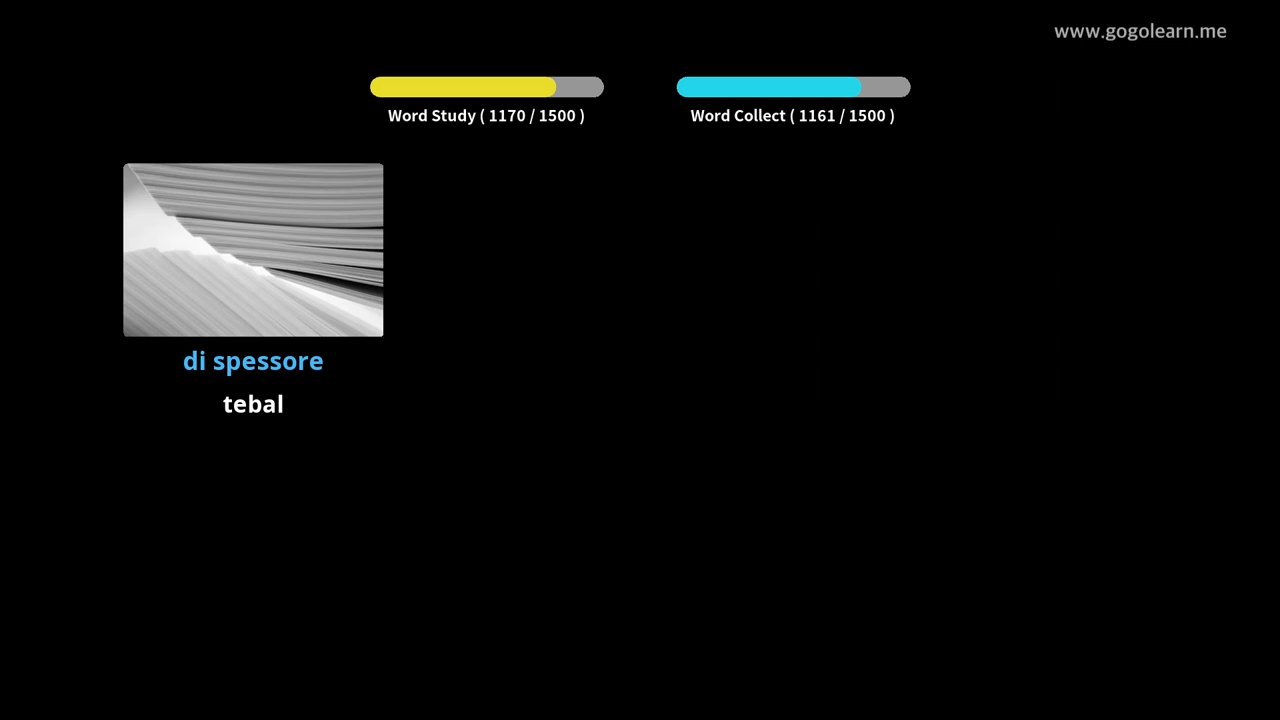 www.gogolearn.me
Word Study ( 1170 / 1500 )
Word Collect ( 1161 / 1500 )
di spessore
tebal